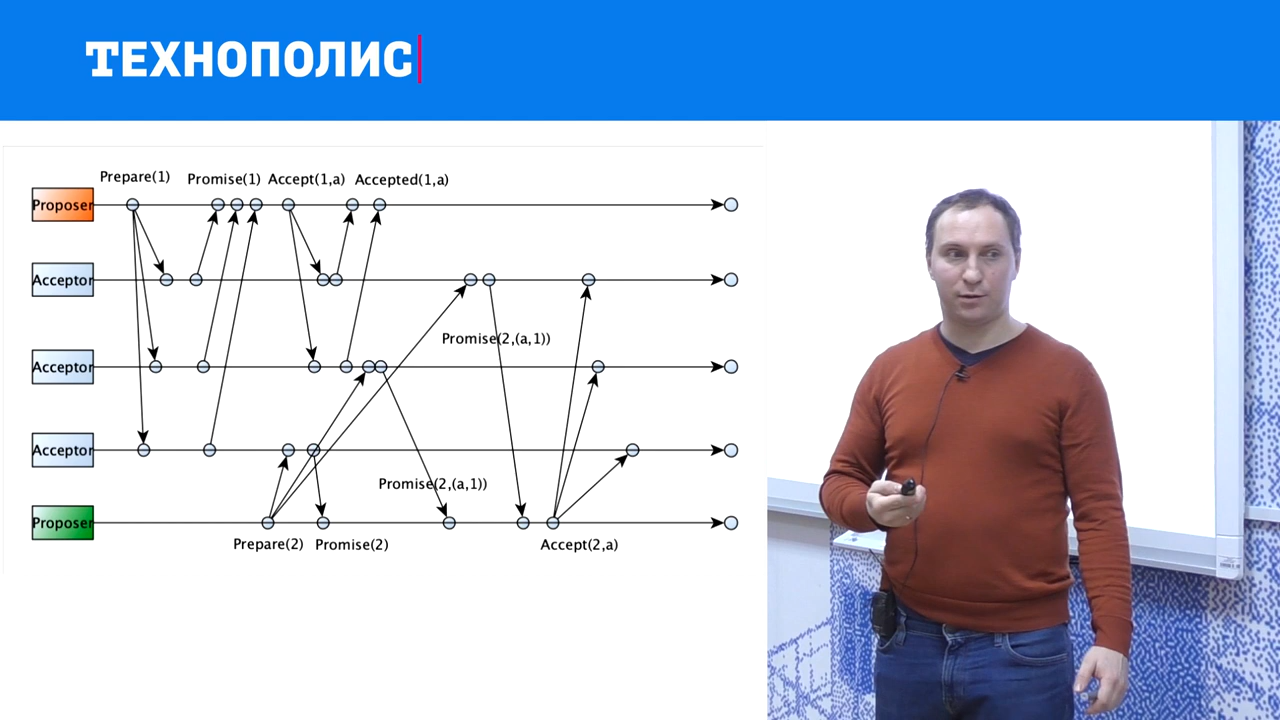 ТЕХНОПОЛИС
Prepare(1)
Promise(1)
Accept(1,a)
Accepted(1,a)
Proposer
Acceptor
Promise(2,(a,1))
Acceptor
Acceptor
Promise(2,(a,1))
Proposer
Prepare(2)
Promise(2)
Accept(2,a)